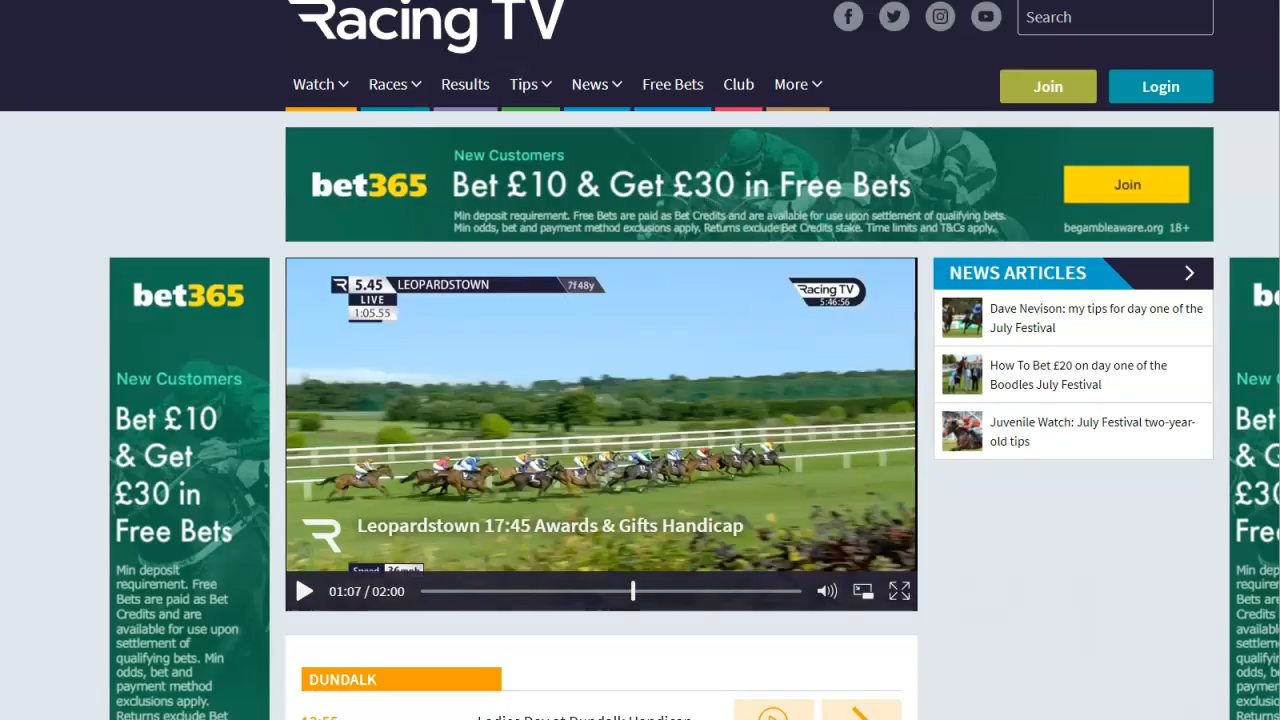 Racing TV
Search
Watch
Races
Results
Tips
News
Free Bets
Club
More
Join
Login
bet365
New Customers
Bet £10 & Get £30 in Free Bets
Min deposit requirement. Free Bets are paid as Bet Credits and are available for use upon settlement of qualifying bets.
Min odds, bet and payment method exclusions apply. Returns exclude Bet Credits stake. Time limits and T&Cs apply.
Join
begambleaware.org 18+
bet365
New Customers
Bet £10
& Get
£30 in
Free Bets
Min deposit
requirement. Free
Bets are paid as Bet
Credits and are
available for use upon
settlement of
qualifying bets. Min
odds, bet and
payment method
exclusions apply.
Returns exclude Bet
5.45 LEOPARDSTOWN 7f48y
LIVE
1:05.55
Racing TV
5:46:56
Leopardstown 17:45 Awards & Gifts Handicap
Speed 36mph
01:07 / 02:00
NEWS ARTICLES
Dave Nevison: my tips for day one of the
July Festival
How To Bet £20 on day one of the
Boodles July Festival
Juvenile Watch: July Festival two-year-
old tips
DUNDALK
Ladies Day at Dundalk Handicap